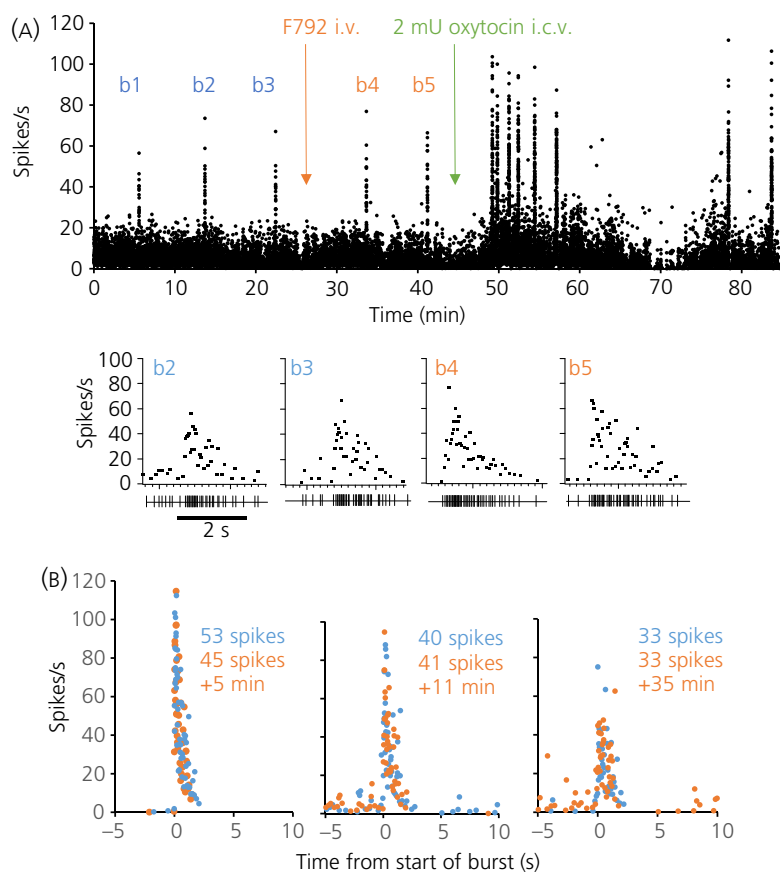 (A)
F792 i.v.
2 mU oxytocin i.c.v.
Spikes/s
120
100
80
60
40
20
0
b1
b2
b3
b4
b5
0 10 20 30 40 50 60 70 80
Time (min)
Spikes/s
100
80
60
40
20
0
b2
b3
b4
b5
2 s
(B)
Spikes/s
120
100
80
60
40
20
0
53 spikes
45 spikes
+5 min
40 spikes
41 spikes
+11 min
33 spikes
33 spikes
+35 min
−5 0 5 10
−5 0 5 10
−5 0 5 10
Time from start of burst (s)